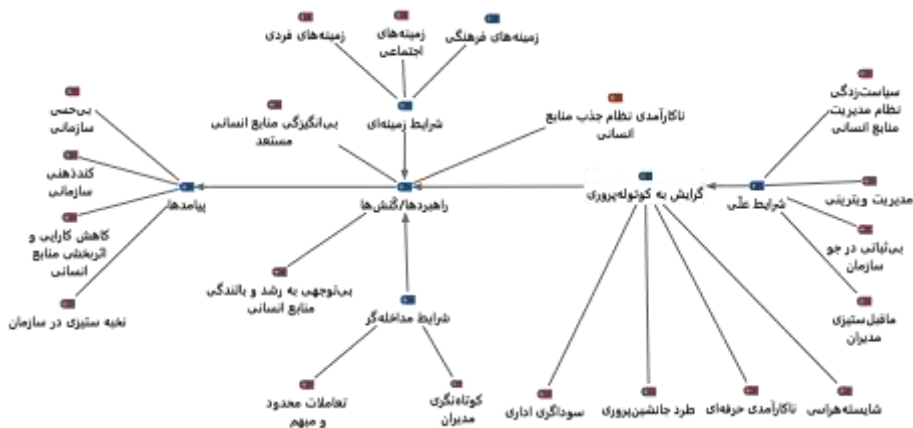 زمینه‌های فرهنگی
زمینه‌های
اجتماعی
زمینه‌های فردی
سیاست‌زدگی
نظام مدیریت
منابع انسانی
ناکارآمدی نظام جذب منابع
انسانی
شرایط زمینه‌ای
بی‌انگیزگی منابع انسانی
مستعد
بی‌حسی
سازمانی
کندذهنی
سازمانی
مدیریت ویترینی
شرایط علّی
گرایش به کوتوله‌پروری
راهبردها/کُنش‌ها
پیامدها
کاهش کارایی و
اثربخشی منابع
انسانی
بی‌ثباتی در جو
سازمان
بی‌توجهی به رشد و بالندگی
منابع انسانی
نخبه ستیزی در سازمان
شرایط مداخله‌گر
ماقبل‌ستیزی
مدیران
شایسته‌هراسی
ناکارآمدی حرفه‌ای
طرد جانشین‌پروری
سوداگری اداری
کوتاه‌نگری
مدیران
تعاملات محدود
و مبهم